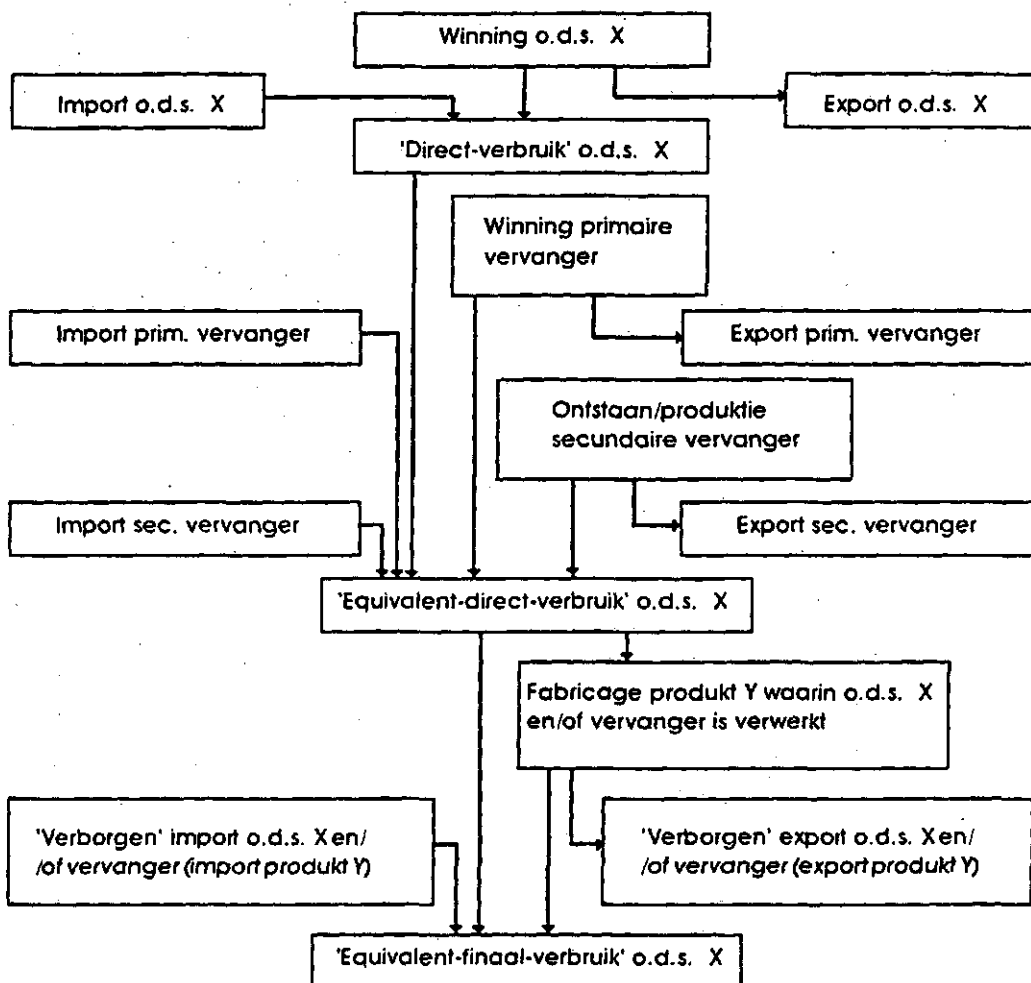 Winning o.d.s. X
Import o.d.s. X
Export o.d.s. X
'Direct-verbruik' o.d.s. X
Winning primaire
vervanger
Import prim. vervanger
Export prim. vervanger
Ontstaan/produktie
secundaire vervanger
Import sec. vervanger
Export sec. vervanger
'Equivalent-direct-verbruik' o.d.s. X
Fabricage produkt Y waarin o.d.s. X
en/of vervanger is verwerkt
'Verborgen' import o.d.s. X en/
/of vervanger (import produkt Y)
'Verborgen' export o.d.s. X en/
/of vervanger (export produkt Y)
'Equivalent-finaal-verbruik' o.d.s. X